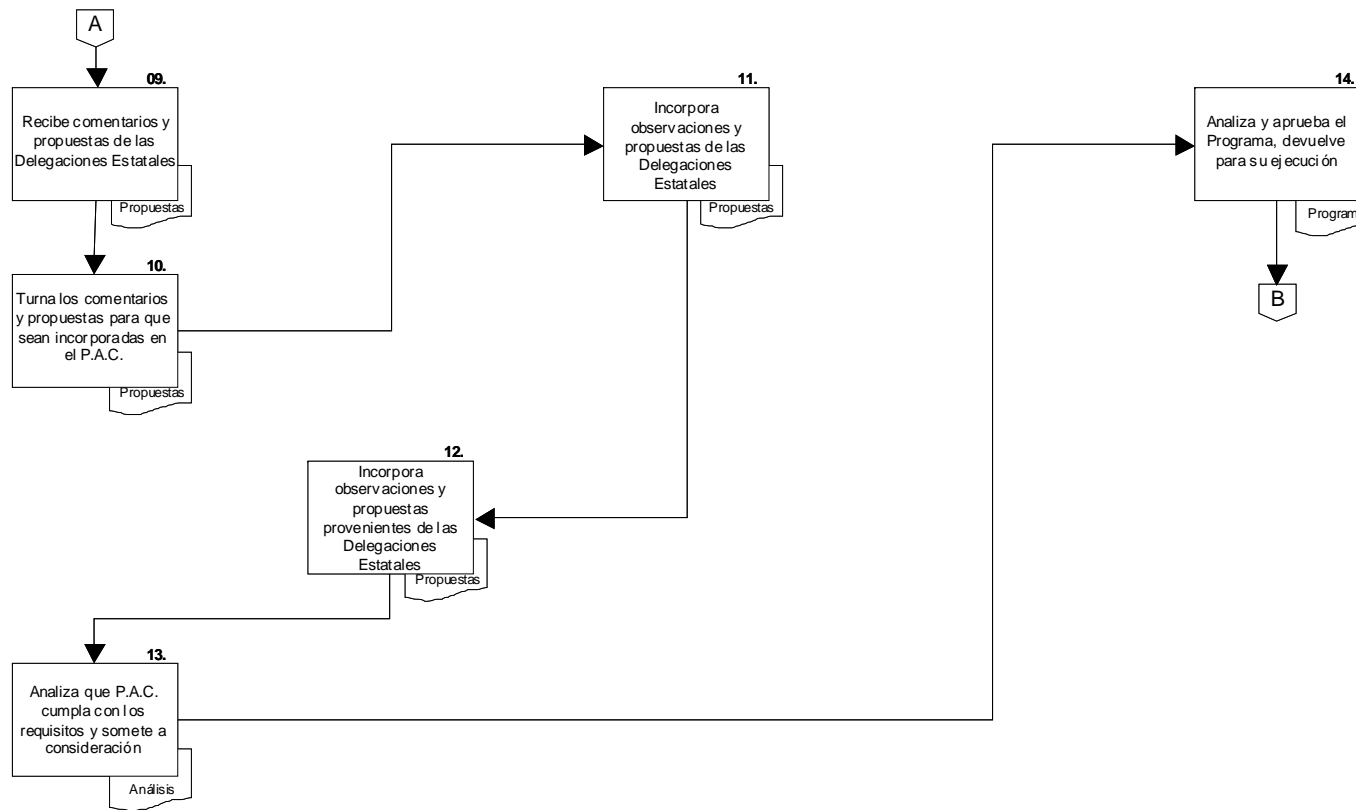 A
09.
Recibe comentarios y
propuestas de las
Delegaciones Estatales
Propuestas
10.
Turna los comentarios
y propuestas para que
sean incorporadas en
el P.A.C.
Propuestas
11.
Incorpora
observaciones y
propuestas de las
Delegaciones
Estatales
Propuestas
12.
Incorpora
observaciones y
propuestas
provenientes de las
Delegaciones
Estatales
Propuestas
13.
Analiza que P.A.C.
cumpla con los
requisitos y somete a
consideración
Análisis
14.
Analiza y aprueba el
Programa, devuelve
para su ejecución
Program
B